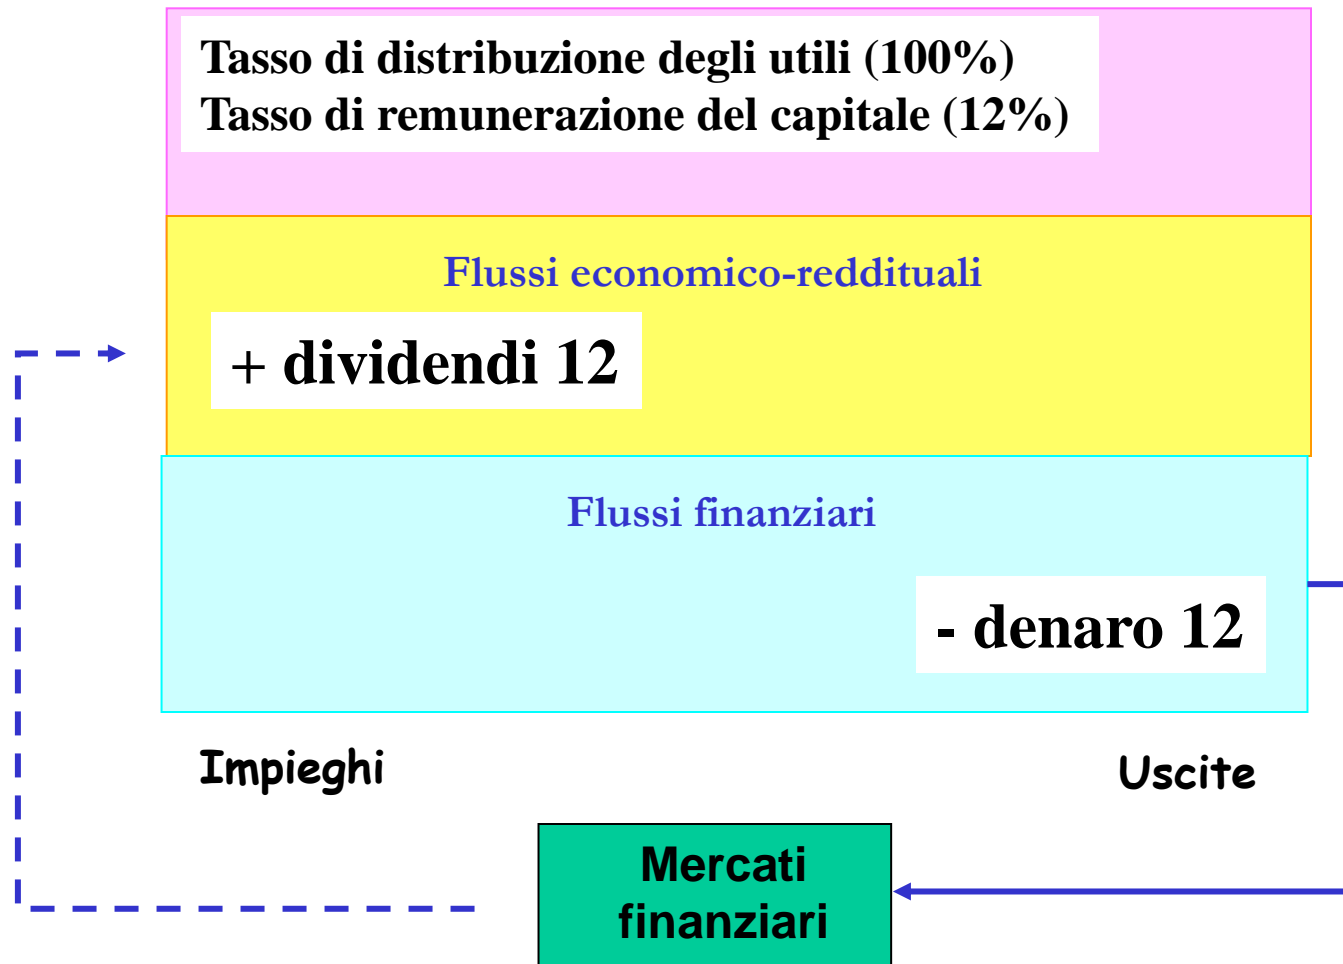 Tasso di distribuzione degli utili (100%)
Tasso di remunerazione del capitale (12%)
Flussi economico-reddituali
+ dividendi 12
Flussi finanziari
- denaro 12
Impieghi
Uscite
Mercati
finanziari